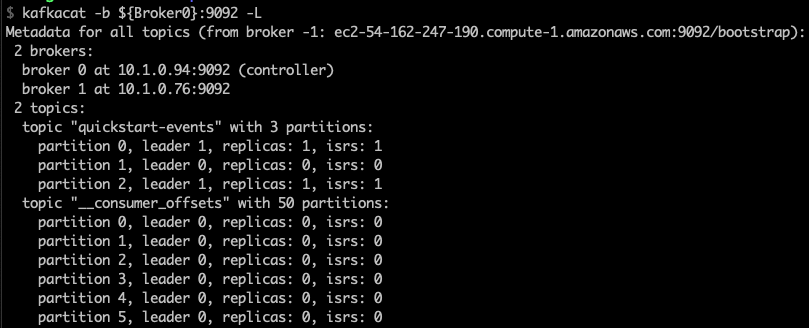 $ kafkacat -b ${Broker0}:9092 -L
Metadata for all topics (from broker -1: ec2-54-162-247-190.compute-1.amazonaws.com:9092/bootstrap):
 2 brokers:
  broker 0 at 10.1.0.94:9092 (controller)
  broker 1 at 10.1.0.76:9092
 2 topics:
  topic "quickstart-events" with 3 partitions:
    partition 0, leader 1, replicas: 1, isrs: 1
    partition 1, leader 0, replicas: 0, isrs: 0
    partition 2, leader 1, replicas: 1, isrs: 1
  topic "__consumer_offsets" with 50 partitions:
    partition 0, leader 0, replicas: 0, isrs: 0
    partition 1, leader 0, replicas: 0, isrs: 0
    partition 2, leader 0, replicas: 0, isrs: 0
    partition 3, leader 0, replicas: 0, isrs: 0
    partition 4, leader 0, replicas: 0, isrs: 0
    partition 5, leader 0, replicas: 0, isrs: 0